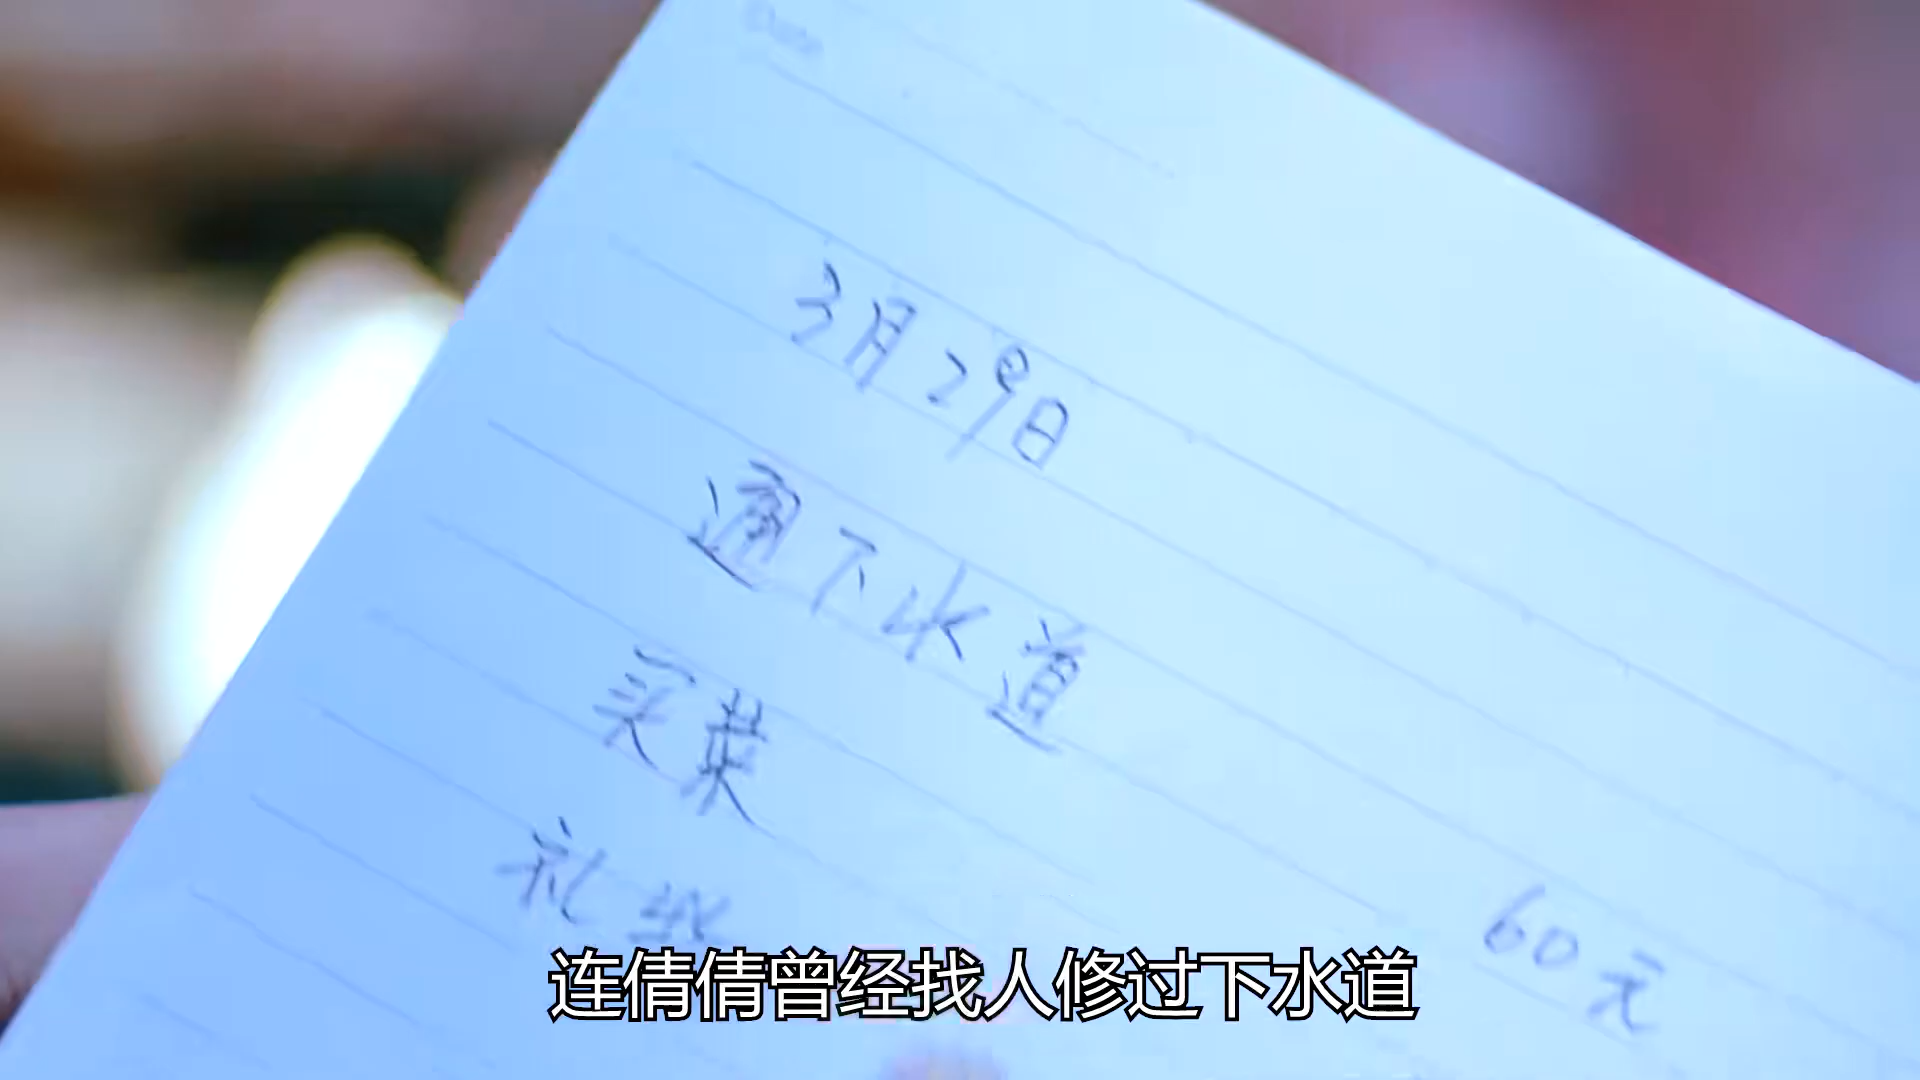 Date
3月29日
通下水道
买菜
60元
连倩倩曾经找人修过下水道